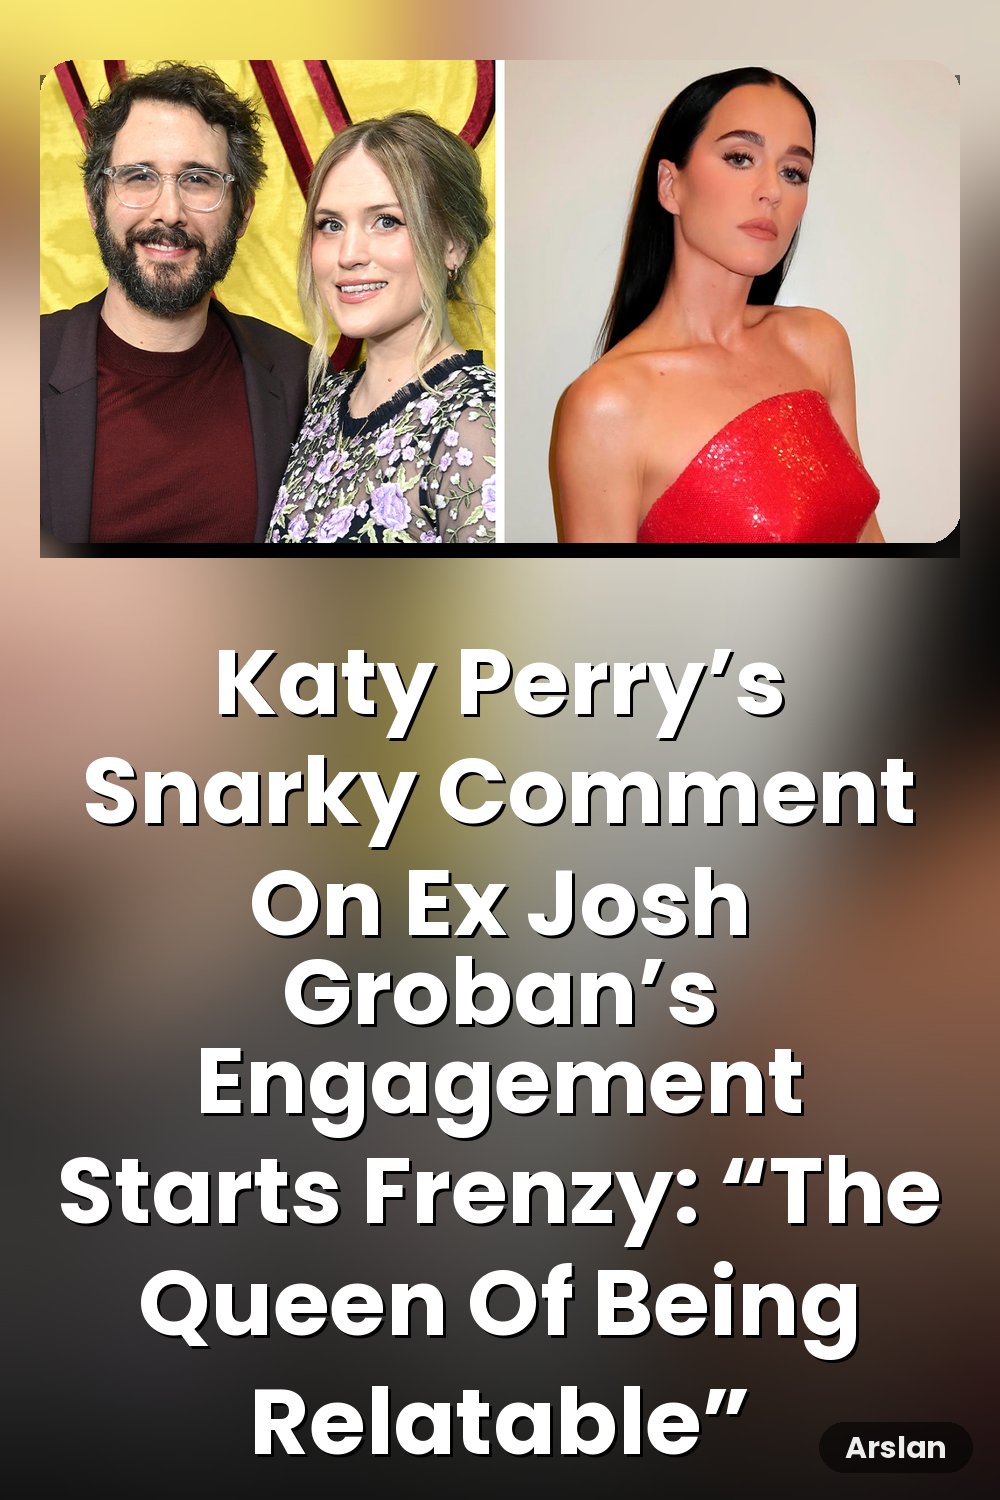 Katy Perry’s
Snarky Comment
On Ex Josh
Groban’s
Engagement
Starts Frenzy: “The
Queen Of Being
Relatable”
Arslan